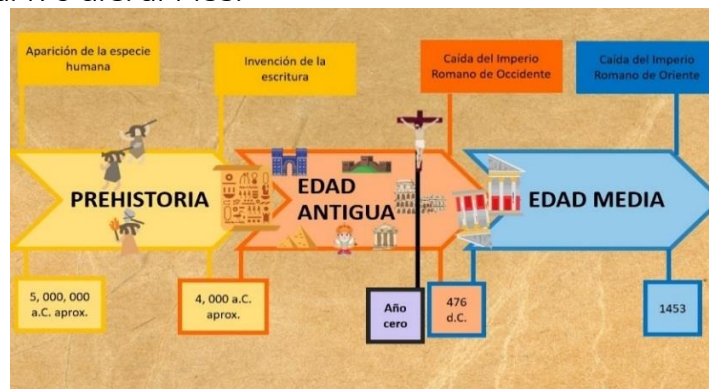 Aparición de la especie
humana
Invención de la
escritura
Caída del Imperio
Romano de Occidente
Caída del Imperio
Romano de Oriente
PREHISTORIA
EDAD
ANTIGUA
EDAD MEDIA
5, 000, 000
a.C. aprox.
4, 000 a.C.
aprox.
Año
cero
476
d.C.
1453